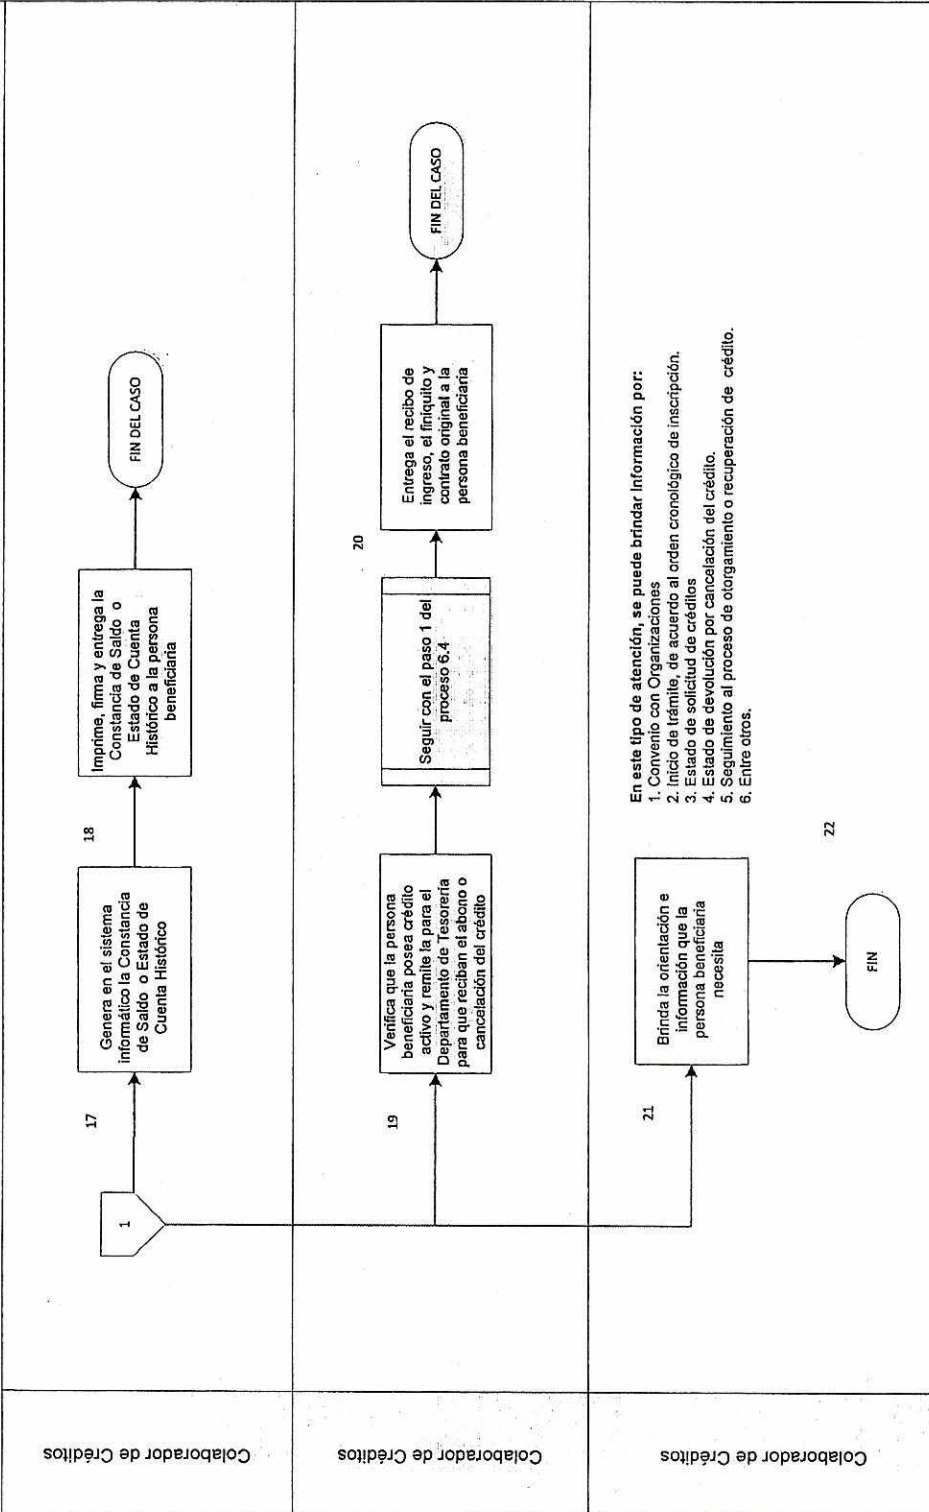 Colaborador de Créditos
1
17
Genera en el sistema
informático la Constancia
de Saldo o Estado de
Cuenta Histórico
18
Imprime, firma y entrega la
Constancia de Saldo o
Estado de Cuenta
Histórico a la persona
beneficiaria
FIN DEL CASO
Colaborador de Créditos
19
Verifica que la persona
beneficiaria posea crédito
activo y remite la para el
Departamento de Tesorería
para que reciban el abono o
cancelación del crédito
Seguir con el paso 1 del
proceso 6.4
20
Entrega el recibo de
ingreso, el finiquito y
contrato original a la
persona beneficiaria
FIN DEL CASO
Colaborador de Créditos
21
Brinda la orientación e
información que la
persona beneficiaria
necesita
En este tipo de atención, se puede brindar Información por:
1. Convenio con Organizaciones
2. Inicio de trámite, de acuerdo al orden cronológico de inscripción.
3. Estado de solicitud de créditos
4. Estado de devolución por cancelación del crédito.
5. Seguimiento al proceso de otorgamiento o recuperación de crédito.
6. Entre otros.
22
FIN